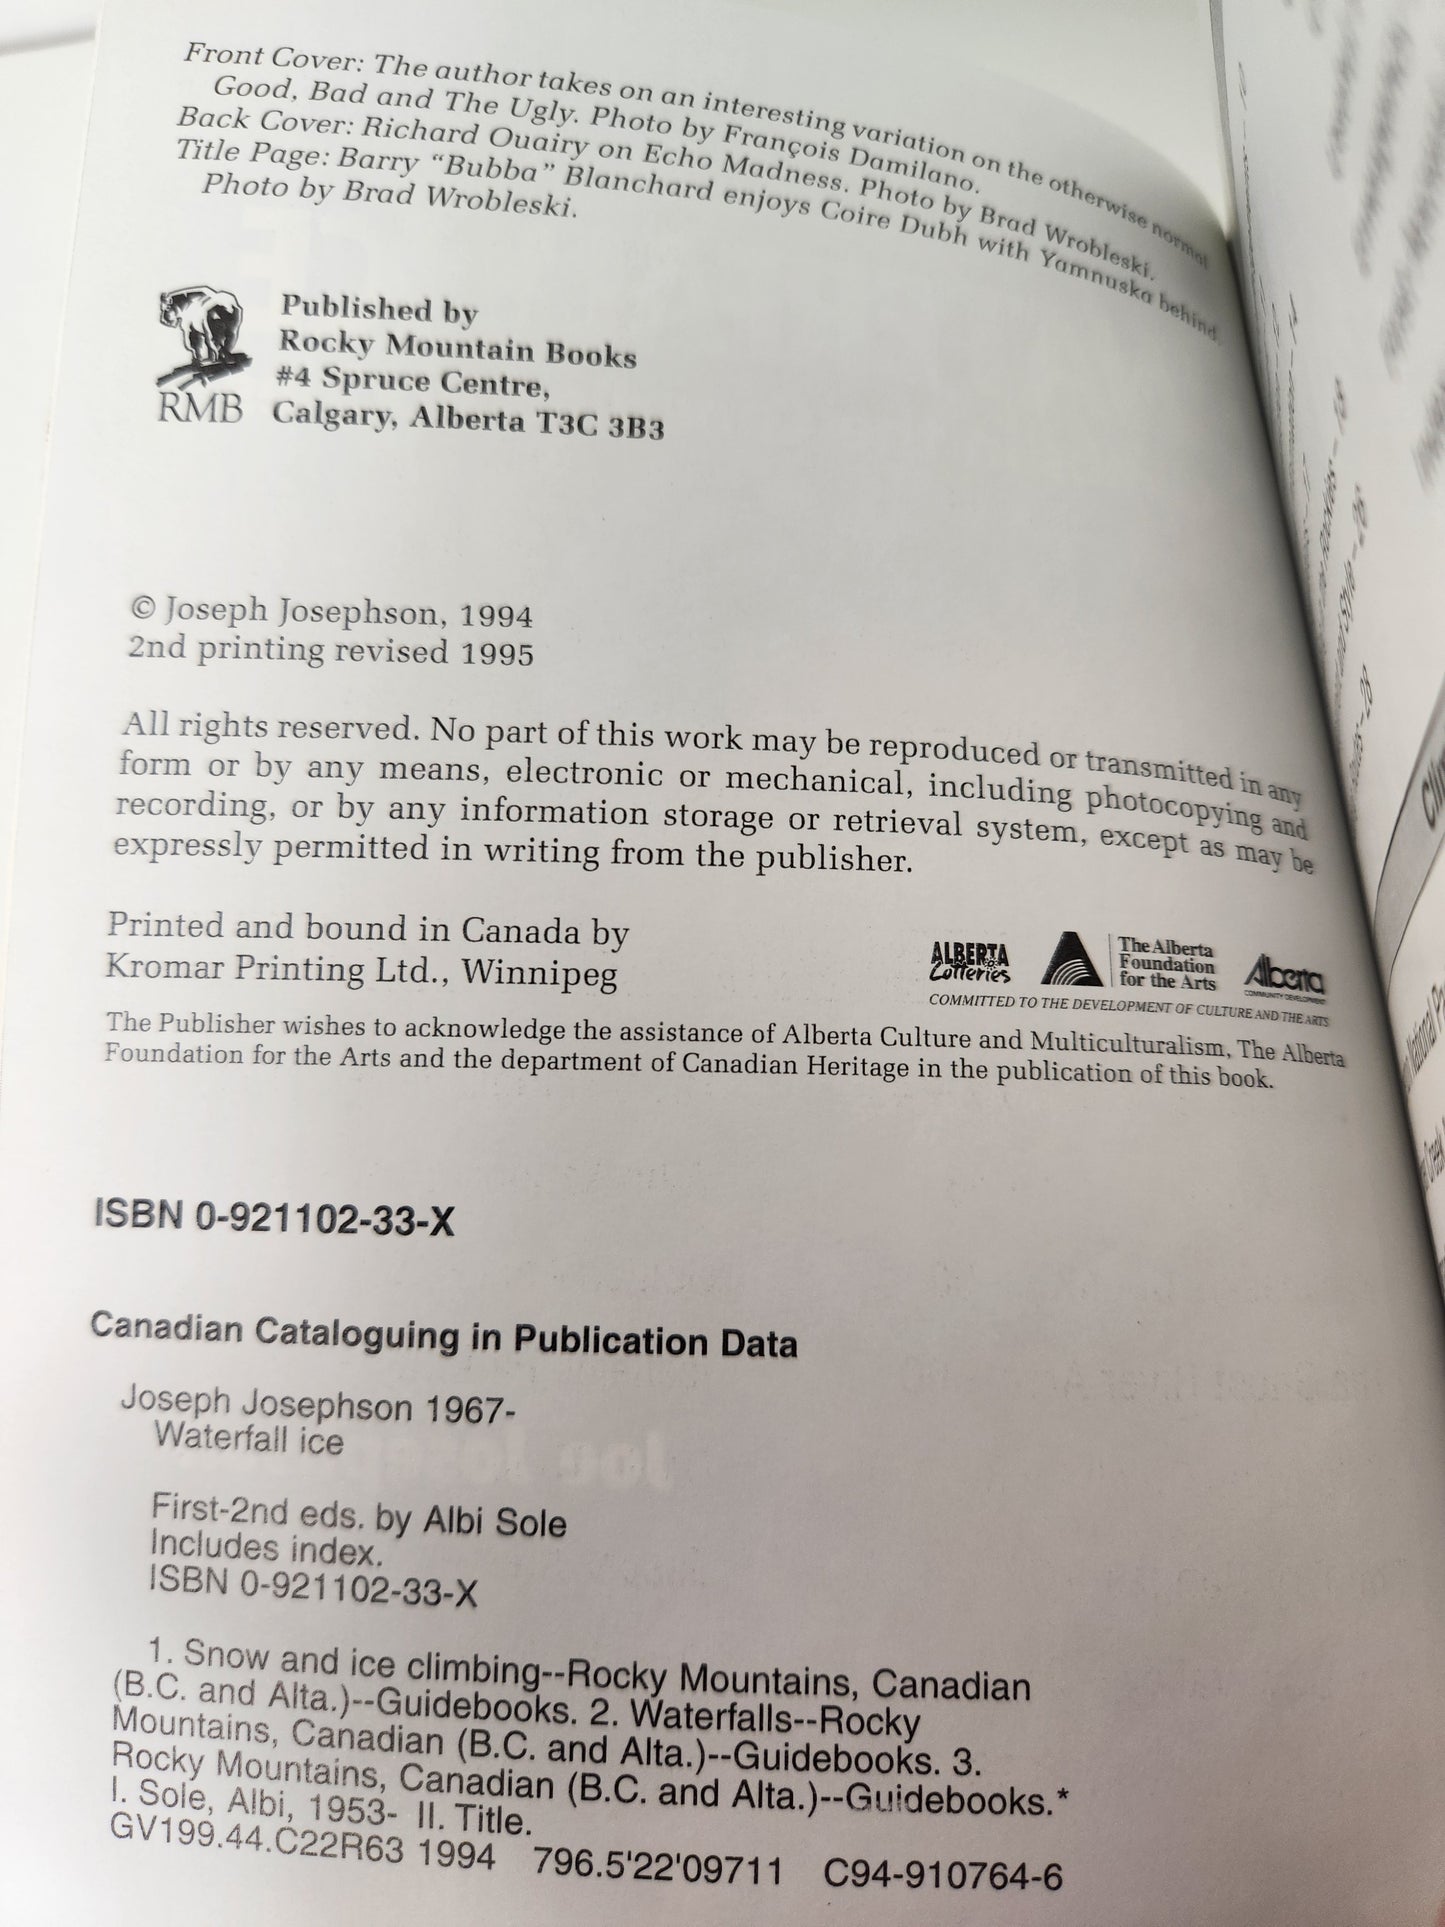 Front Cover: The author takes on an interesting variation on the otherwise normal
Good, Bad and The Ugly. Photo by François Damilano.
Back Cover: Richard Ouairy on Echo Madness. Photo by Brad Wrobleski.
Title Page: Barry “Bubba” Blanchard enjoys Coire Dubh with Yamnuska behind.
Photo by Brad Wrobleski.
RMB
Published by
Rocky Mountain Books
#4 Spruce Centre,
Calgary, Alberta T3C 3B3
© Joseph Josephson, 1994
2nd printing revised 1995
All rights reserved. No part of this work may be reproduced or transmitted in any
form or by any means, electronic or mechanical, including photocopying and
recording, or by any information storage or retrieval system, except as may be
expressly permitted in writing from the publisher.
Printed and bound in Canada by
Kromar Printing Ltd., Winnipeg
ALBERTA
Lotteries
The Alberta
Foundation
for the Arts
Alberta
COMMUNITY DEVELOPMENT
COMMITTED TO THE DEVELOPMENT OF CULTURE AND THE ARTS
The Publisher wishes to acknowledge the assistance of Alberta Culture and Multiculturalism, The Alberta
Foundation for the Arts and the department of Canadian Heritage in the publication of this book.
ISBN 0-921102-33-X
Canadian Cataloguing in Publication Data
Joseph Josephson 1967-
Waterfall ice
First-2nd eds. by Albi Sole
Includes index.
ISBN 0-921102-33-X
1. Snow and ice climbing--Rocky Mountains, Canadian
(B.C. and Alta.)--Guidebooks. 2. Waterfalls--Rocky
Mountains, Canadian (B.C. and Alta.)--Guidebooks. 3.
Rocky Mountains, Canadian (B.C. and Alta.)--Guidebooks.*
I. Sole, Albi, 1953- II. Title.
GV199.44.C22R63 1994 796.5'22'09711 C94-910764-6
National
Creek